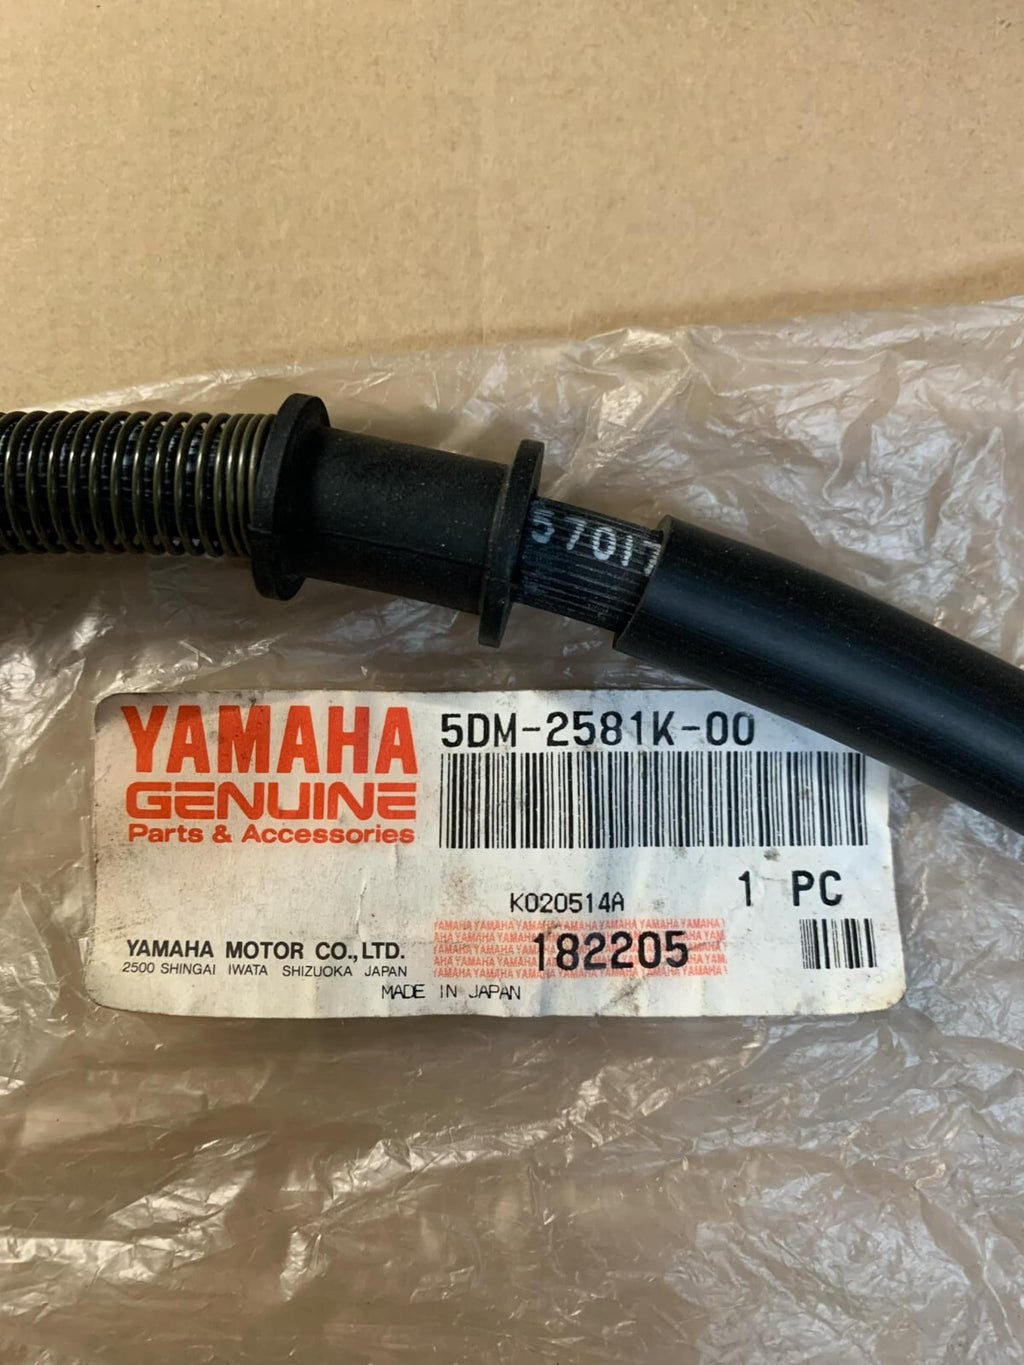 57017
YAMAHA
GENUINE
Parts & Accessories
5DM-2581K-00
1 PC
K020514A
182205
YAMAHA MOTOR CO.,LTD.
2500 SHINGAI IWATA SHIZUOKA JAPAN
MADE IN JAPAN